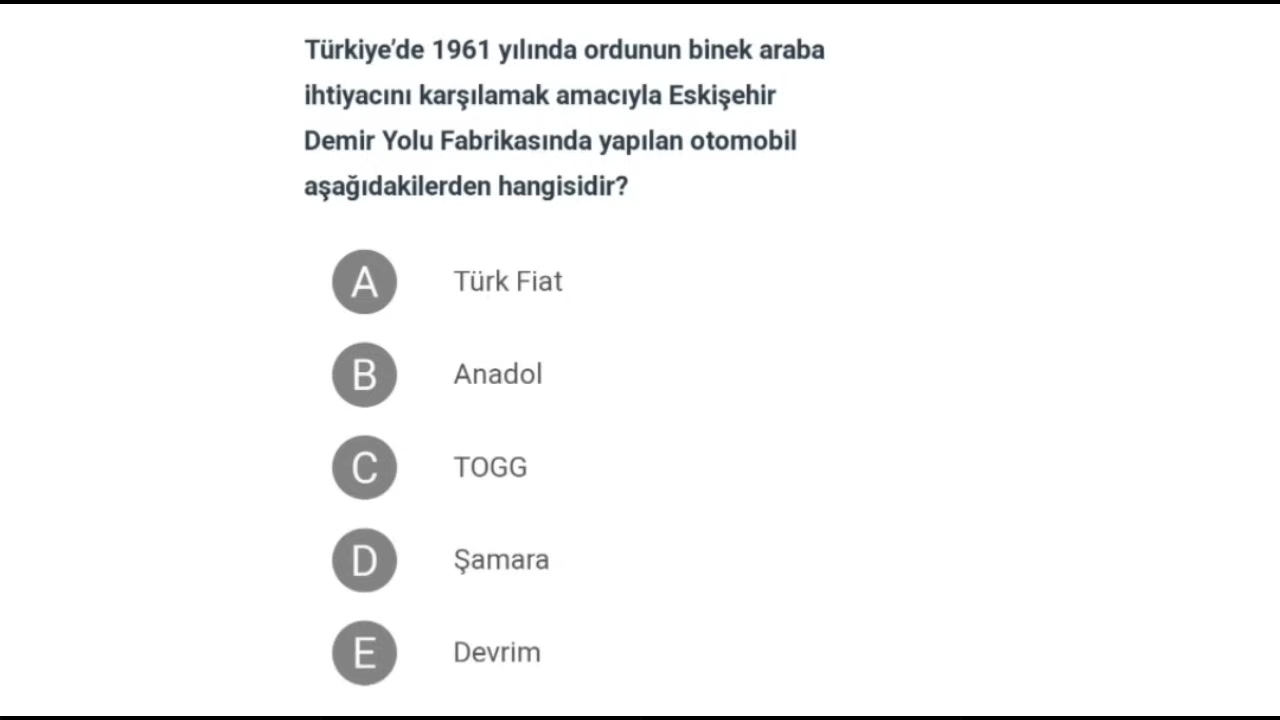 Türkiye'de 1961 yılında ordunun binek araba
ihtiyacını karşılamak amacıyla Eskişehir
Demir Yolu Fabrikasında yapılan otomobil
aşağıdakilerden hangisidir?
A Türk Fiat
B Anadol
C TOGG
D Şamara
E Devrim